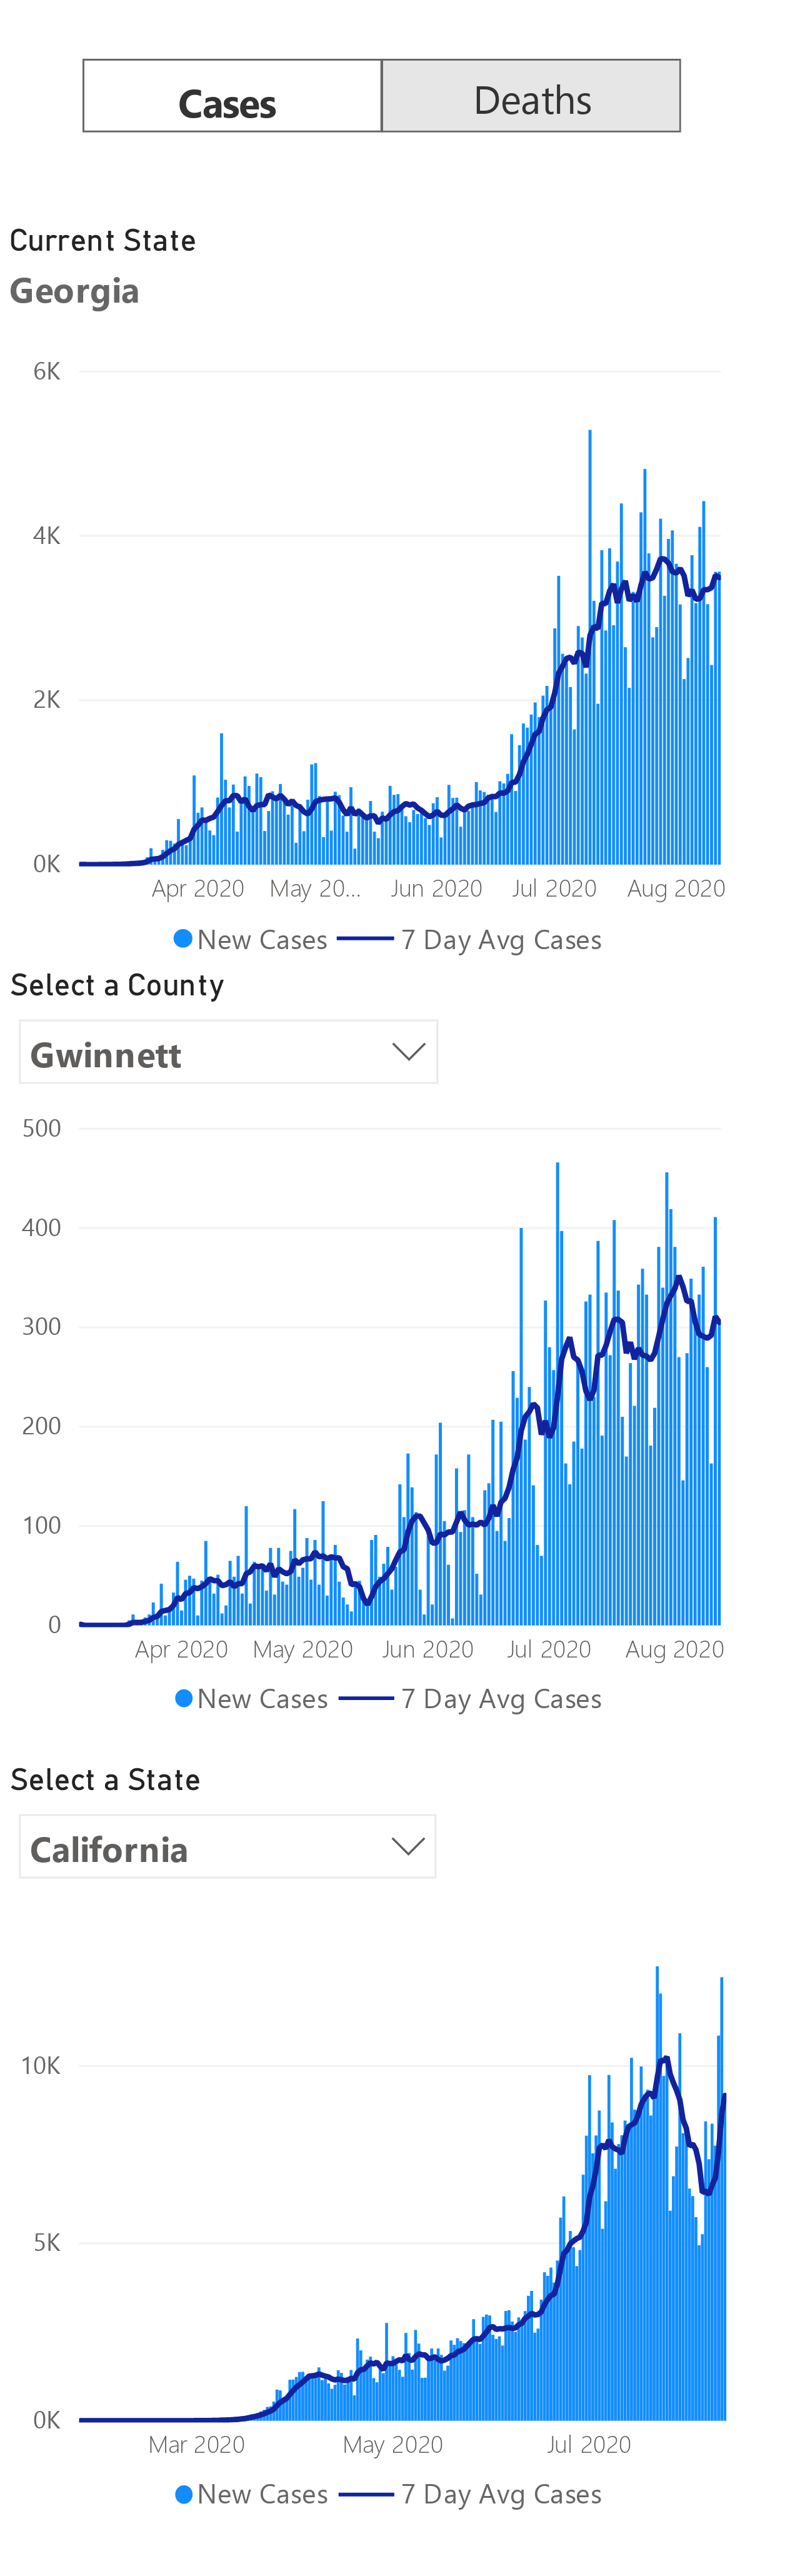 Cases Deaths
Current State
Georgia
6K
4K
2K
0K
Apr 2020 May 20... Jun 2020 Jul 2020 Aug 2020
New Cases 7 Day Avg Cases
Select a County
Gwinnett
500
400
300
200
100
0
Apr 2020 May 2020 Jun 2020 Jul 2020 Aug 2020
New Cases 7 Day Avg Cases
Select a State
California
10K
5K
0K
Mar 2020 May 2020 Jul 2020
New Cases 7 Day Avg Cases